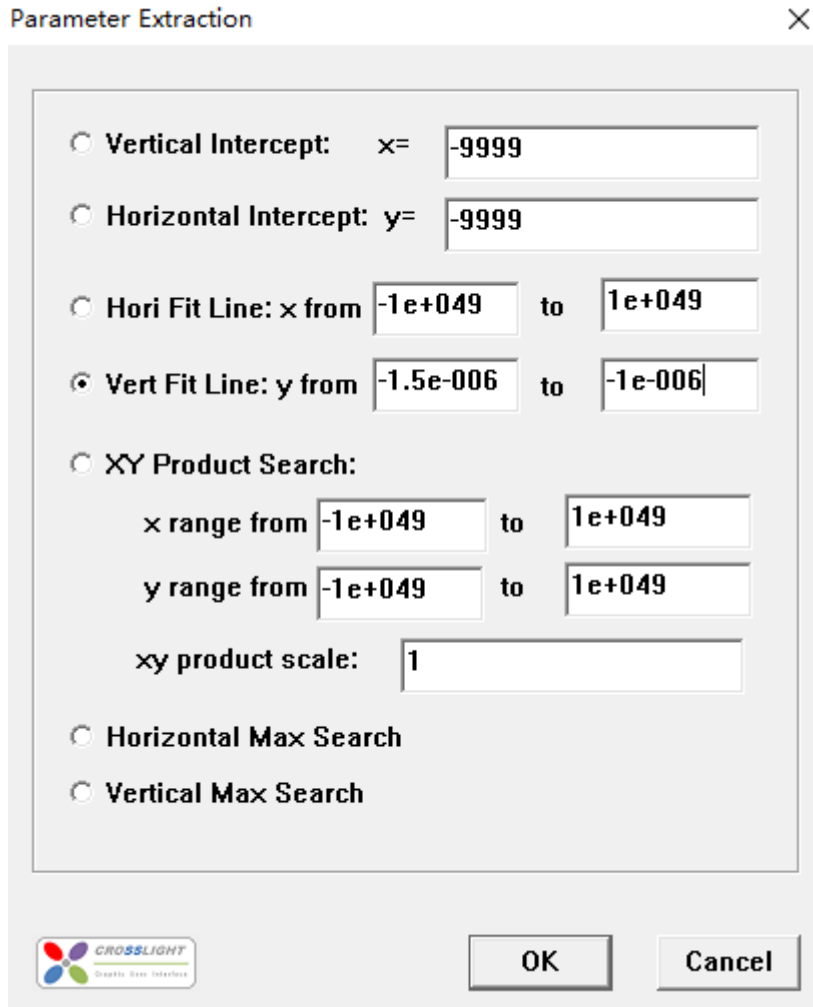 Parameter Extraction
Vertical Intercept: x= -9999
Horizontal Intercept: y= -9999
Hori Fit Line: x from -1e+049 to 1e+049
Vert Fit Line: y from -1.5e-006 to -1e-006
XY Product Search:
x range from -1e+049 to 1e+049
y range from -1e+049 to 1e+049
xy product scale: 1
Horizontal Max Search
Vertical Max Search
CROSSLIGHT
Graphic User Interface
OK Cancel